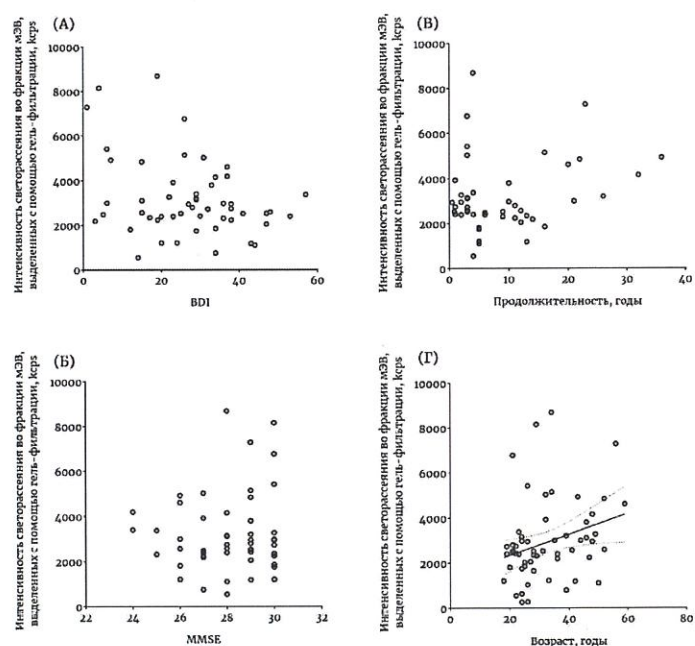 (А)
Интенсивность светорассеяния во фракции мЭВ,
выделенных с помощью гель-фильтрации, kcps
10000
8000
6000
4000
2000
0
0
20
40
60
BDI
(В)
Интенсивность светорассеяния во фракции мЭВ,
выделенных с помощью гель-фильтрации, kcps
10000
8000
6000
4000
2000
0
0
10
20
30
40
Продолжительность, годы
(Б)
Интенсивность светорассеяния во фракции мЭВ,
выделенных с помощью гель-фильтрации, kcps
10000
8000
6000
4000
2000
0
22
24
26
28
30
32
MMSE
(Г)
Интенсивность светорассеяния во фракции мЭВ,
выделенных с помощью гель-фильтрации, kcps
10000
8000
6000
4000
2000
0
0
20
40
60
80
Возраст, годы